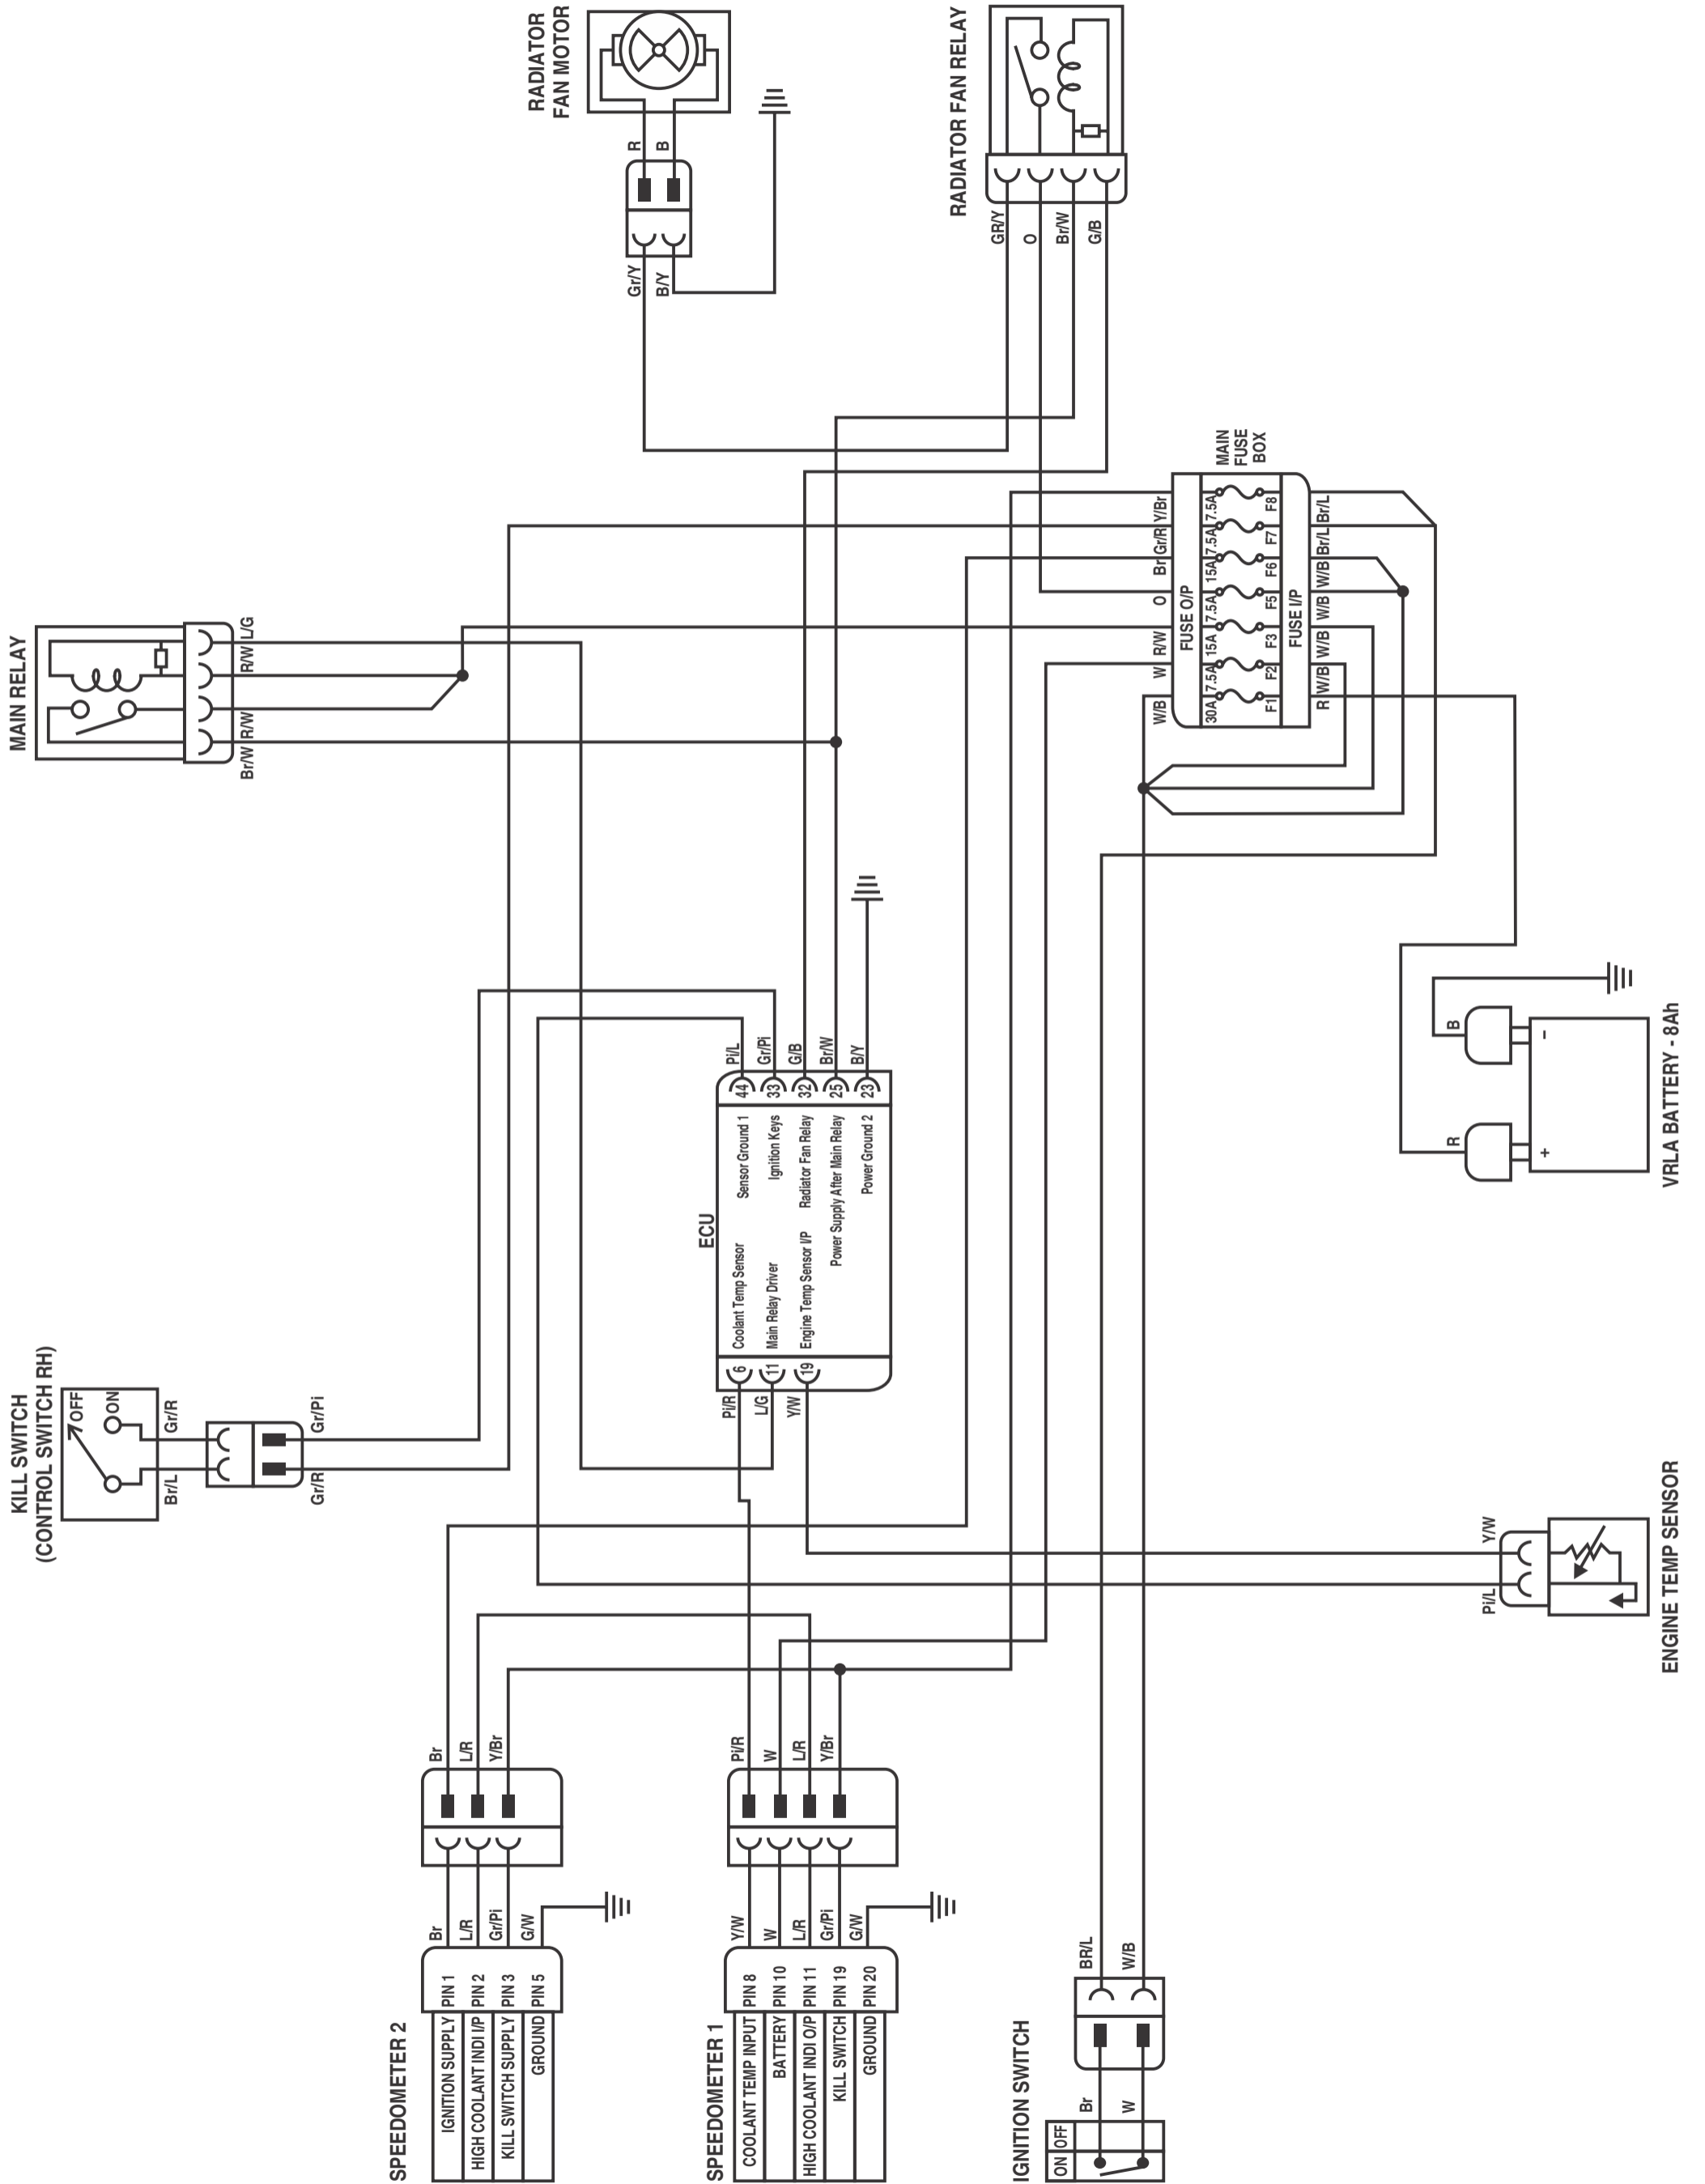 SPEEDOMETER 2
IGNITION SUPPLY
HIGH COOLANT INDI I/P
KILL SWITCH SUPPLY
GROUND
PIN 1
PIN 2
PIN 3
PIN 5
Br
L/R
Gr/Pi
G/W
Br
L/R
Y/Br
SPEEDOMETER 1
COOLANT TEMP INPUT
BATTERY
HIGH COOLANT INDI O/P
KILL SWITCH
GROUND
PIN 8
PIN 10
PIN 11
PIN 19
PIN 20
Y/W
W
L/R
Gr/Pi
G/W
Pi/R
W
L/R
Y/Br
IGNITION SWITCH
ON
OFF
Br
W
BR/L
W/B
KILL SWITCH
(CONTROL SWITCH RH)
OFF
ON
Br/L
Gr/R
Gr/R
Gr/Pi
ECU
Pi/R
L/G
Y/W
6
11
19
Coolant Temp Sensor
Main Relay Driver
Engine Temp Sensor I/P
Sensor Ground 1
Ignition Keys
Radiator Fan Relay
Power Supply After Main Relay
Power Ground 2
44
33
32
25
23
Pi/L
Gr/Pi
G/B
Br/W
B/Y
ENGINE TEMP SENSOR
Pi/L
Y/W
VRLA BATTERY - 8Ah
R
B
+
-
MAIN RELAY
Br/W
R/W
R/W
L/G
MAIN
FUSE
BOX
FUSE O/P
FUSE I/P
W/B
W
R/W
O
Br
Gr/R
Y/Br
30A
7.5A
15A
7.5A
15A
7.5A
7.5A
F1
F2
F3
F5
F6
F7
F8
R
W/B
W/B
W/B
W/B
Br/L
Br/L
RADIATOR
FAN MOTOR
R
B
Gr/Y
B/Y
RADIATOR FAN RELAY
GR/Y
O
Br/W
G/B